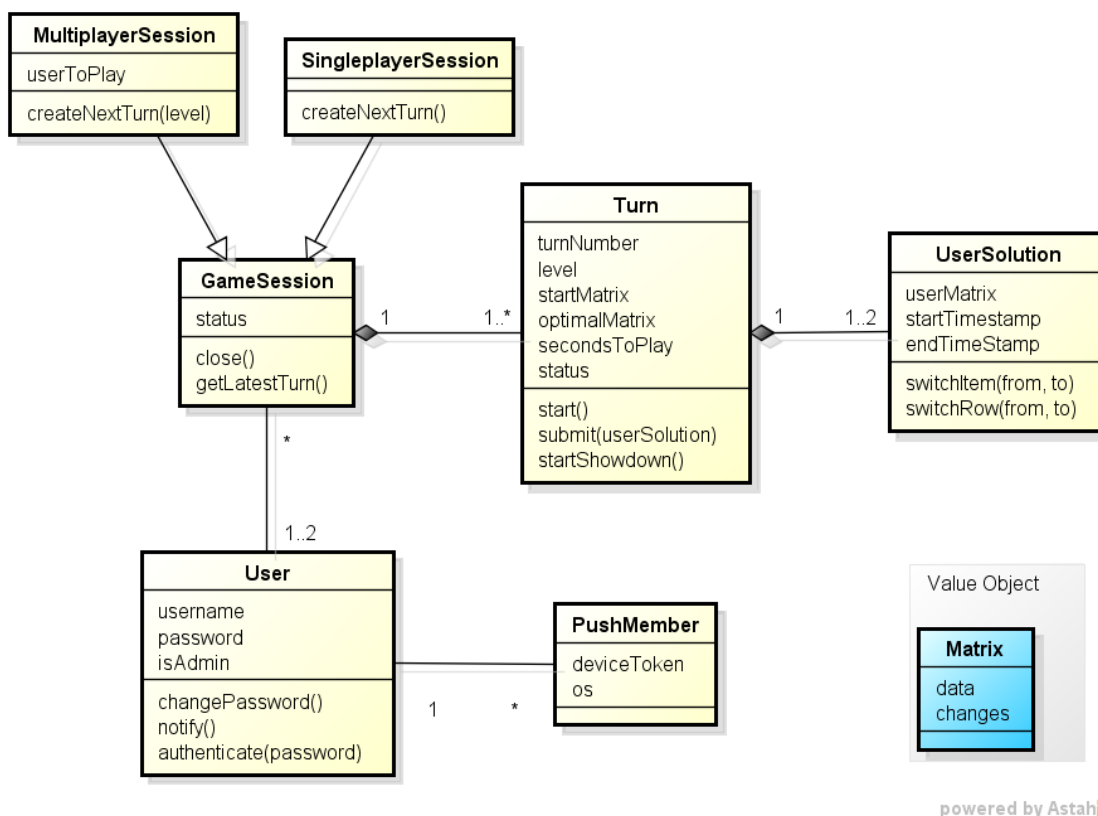 MultiplayerSession
userToPlay
createNextTurn(level)
SingleplayerSession
createNextTurn()
GameSession
status
close()
getLatestTurn()
1
1..*
Turn
turnNumber
level
startMatrix
optimalMatrix
secondsToPlay
status
start()
submit(userSolution)
startShowdown()
1
1..2
UserSolution
userMatrix
startTimestamp
endTimeStamp
switchItem(from, to)
switchRow(from, to)
*
1..2
User
username
password
isAdmin
changePassword()
notify()
authenticate(password)
1
*
PushMember
deviceToken
os
Value Object
Matrix
data
changes
powered by Astah